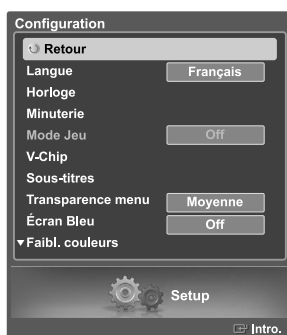 Configuration
Retour
Langue Français
Horloge
Minuterie
Mode Jeu Off
V-Chip
Sous-titres
Transparence menu Moyenne
Écran Bleu Off
▼Faibl. couleurs
Setup
Intro.